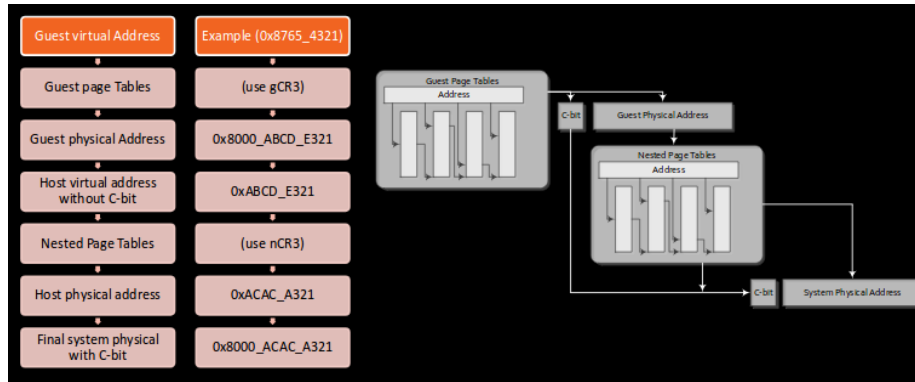 Guest virtual Address
Example (0x8765_4321)
Guest page Tables
(use gCR3)
Guest physical Address
0x8000_ABCD_E321
Host virtual address
without C-bit
0xABCD_E321
Nested Page Tables
(use nCR3)
Host physical address
0xACAC_A321
Final system physical
with C-bit
0x8000_ACAC_A321
Guest Page Tables
Address
C-bit
Guest Physical Address
Nested Page Tables
Address
C-bit
System Physical Address